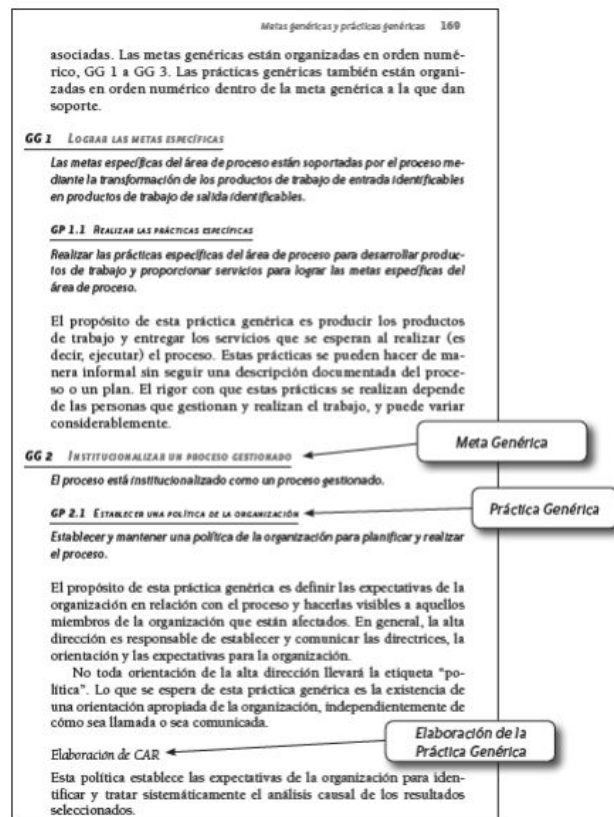 Metas genéricas y prácticas genéricas 169
asociadas. Las metas genéricas están organizadas en orden numé-
rico, GG 1 a GG 3. Las prácticas genéricas también están organi-
zadas en orden numérico dentro de la meta genérica a la que dan
soporte.
GG 1 LOGRAR LAS METAS ESPECÍFICAS
Las metas específicas del área de proceso están soportadas por el proceso me-
diante la transformación de los productos de trabajo de entrada identificables
en productos de trabajo de salida identificables.
GP 1.1 REALIZAR LAS PRÁCTICAS ESPECÍFICAS
Realizar las prácticas específicas del área de proceso para desarrollar produc-
tos de trabajo y proporcionar servicios para lograr las metas específicas del
área de proceso.
El propósito de esta práctica genérica es producir los productos
de trabajo y entregar los servicios que se esperan al realizar (es
decir, ejecutar) el proceso. Estas prácticas se pueden hacer de ma-
nera informal sin seguir una descripción documentada del proce-
so o un plan. El rigor con que estas prácticas se realizan depende
de las personas que gestionan y realizan el trabajo, y puede variar
considerablemente.
GG 2 INSTITUCIONALIZAR UN PROCESO GESTIONADO
Meta Genérica
El proceso está institucionalizado como un proceso gestionado.
GP 2.1 ESTABLECER UNA POLÍTICA DE LA ORGANIZACIÓN
Práctica Genérica
Establecer y mantener una política de la organización para planificar y realizar
el proceso.
El propósito de esta práctica genérica es definir las expectativas de la
organización en relación con el proceso y hacerlas visibles a aquellos
miembros de la organización que están afectados. En general, la alta
dirección es responsable de establecer y comunicar las directrices, la
orientación y las expectativas para la organización.
No toda orientación de la alta dirección llevará la etiqueta “po-
lítica”. Lo que se espera de esta práctica genérica es la existencia de
una orientación apropiada de la organización, independientemente de
cómo sea llamada o sea comunicada.
Elaboración de la
Práctica Genérica
Elaboración de CAR
Esta política establece las expectativas de la organización para iden-
tificar y tratar sistemáticamente el análisis causal de los resultados
seleccionados.